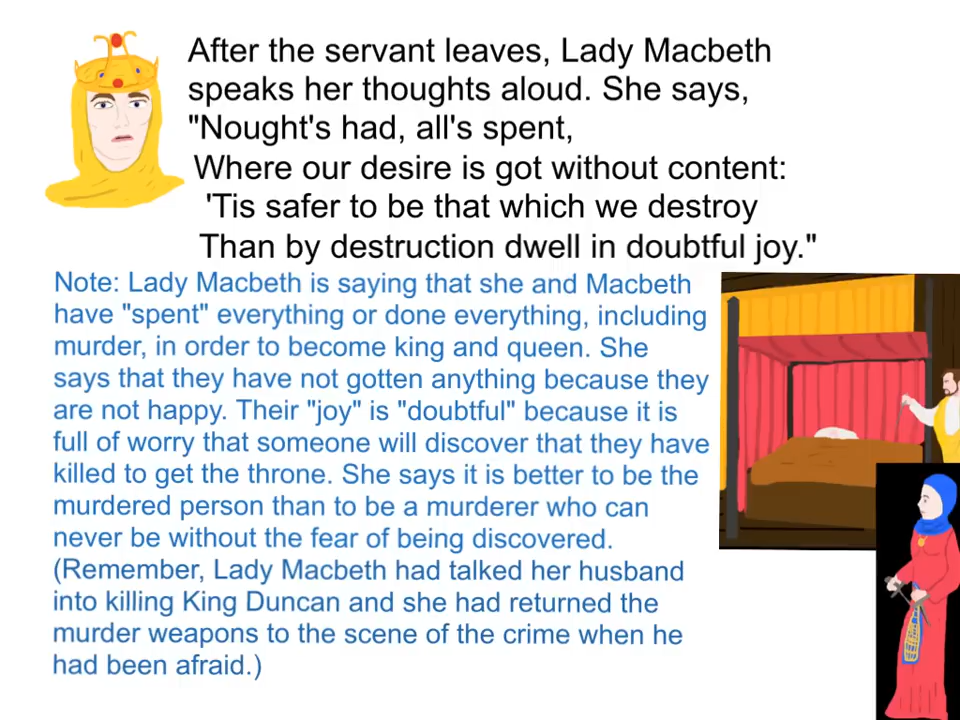 After the servant leaves, Lady Macbeth
speaks her thoughts aloud. She says,
"Nought's had, all's spent,
Where our desire is got without content:
'Tis safer to be that which we destroy
Than by destruction dwell in doubtful joy."
Note: Lady Macbeth is saying that she and Macbeth
have "spent" everything or done everything, including
murder, in order to become king and queen. She
says that they have not gotten anything because they
are not happy. Their "joy" is "doubtful" because it is
full of worry that someone will discover that they have
killed to get the throne. She says it is better to be the
murdered person than to be a murderer who can
never be without the fear of being discovered.
(Remember, Lady Macbeth had talked her husband
into killing King Duncan and she had returned the
murder weapons to the scene of the crime when he
had been afraid.)